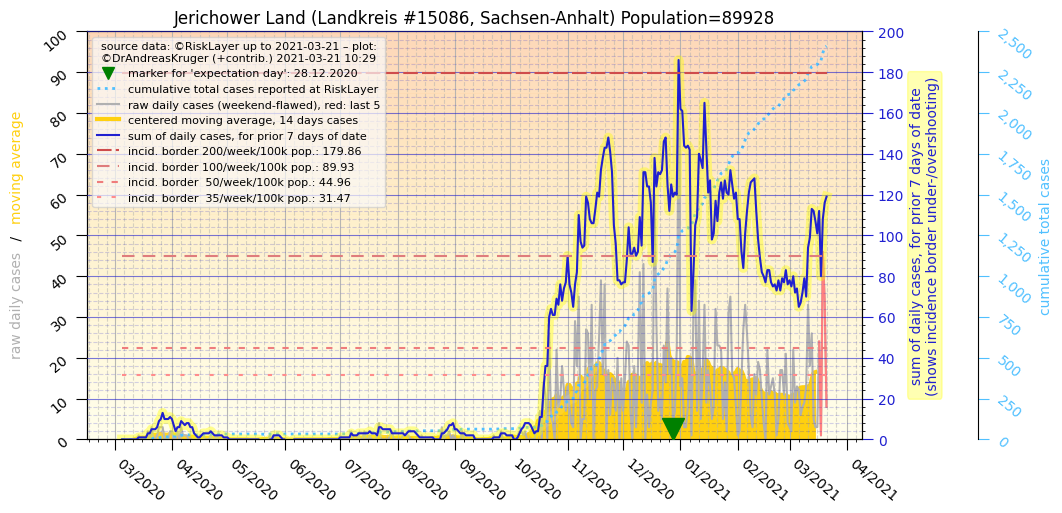 Jerichower Land (Landkreis #15086, Sachsen-Anhalt) Population=89928
source data: ©RiskLayer up to 2021-03-21 – plot:
©DrAndreasKruger (+contrib.) 2021-03-21 10:29
marker for 'expectation day': 28.12.2020
cumulative total cases reported at RiskLayer
raw daily cases (weekend-flawed), red: last 5
centered moving average, 14 days cases
sum of daily cases, for prior 7 days of date
incid. border 200/week/100k pop.: 179.86
incid. border 100/week/100k pop.: 89.93
incid. border  50/week/100k pop.: 44.96
incid. border  35/week/100k pop.: 31.47
raw daily cases / moving average
100
90
80
70
60
50
40
30
20
10
0
03/2020
04/2020
05/2020
06/2020
07/2020
08/2020
09/2020
10/2020
11/2020
12/2020
01/2021
02/2021
03/2021
04/2021
200
180
160
140
120
100
80
60
40
20
0
sum of daily cases, for prior 7 days of date
(shows incidence border under-/overshooting)
2,500
2,250
2,000
1,750
1,500
1,250
1,000
750
500
250
0
cumulative total cases